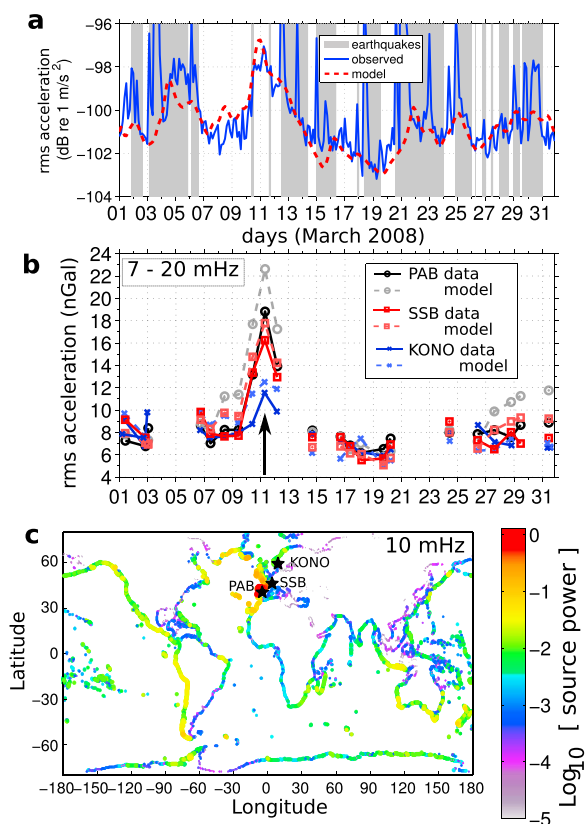 a
rms acceleration
(dB re 1 m/s²)
−96
−98
−100
−102
−104
earthquakes
observed
model
01 03 05 07 09 11 13 15 17 19 21 23 25 27 29 31
days (March 2008)
b
7 - 20 mHz
rms acceleration (nGal)
24
22
20
18
16
14
12
10
8
6
4
PAB data
model
SSB data
model
KONO data
model
01 03 05 07 09 11 13 15 17 19 21 23 25 27 29 31
c
10 mHz
Latitude
60
30
0
−30
−60
KONO
SSB
PAB
−180 −150 −120 −90 −60 −30 0 30 60 90 120 150 180
Longitude
0
−1
−2
−3
−4
−5
Log10 [ source power ]